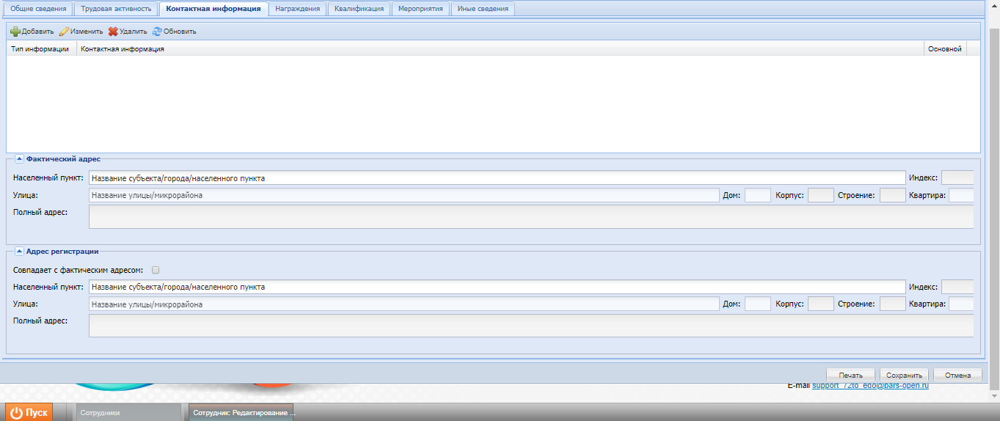 Общие сведения Трудовая активность Контактная информация Награждения Квалификация Мероприятия Иные сведения
Добавить Изменить Удалить Обновить
Тип информации Контактная информация Основной
Фактический адрес
Населенный пункт: Название субъекта/города/населенного пункта Индекс:
Улица: Название улицы/микрорайона Дом: Корпус: Строение: Квартира:
Полный адрес:
Адрес регистрации
Совпадает с фактическим адресом:
Населенный пункт: Название субъекта/города/населенного пункта Индекс:
Улица: Название улицы/микрорайона Дом: Корпус: Строение: Квартира:
Полный адрес:
Печать Сохранить Отмена
E-mail support_72to_edo@bars-open.ru
Пуск Сотрудники Сотрудник: Редактирование ...